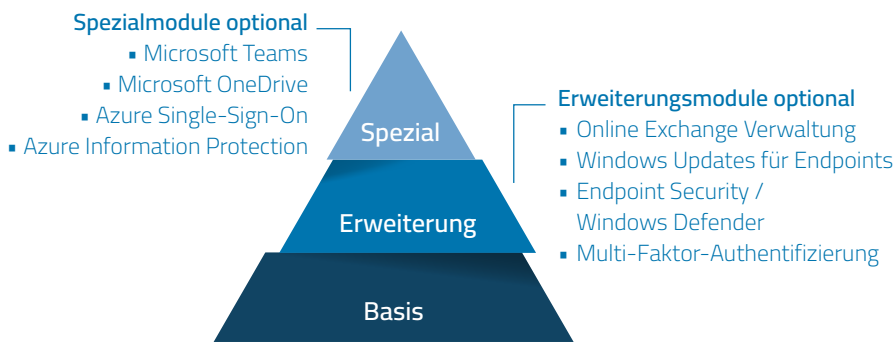 Spezialmodule optional
▪ Microsoft Teams
▪ Microsoft OneDrive
▪ Azure Single-Sign-On
▪ Azure Information Protection
Spezial
Erweiterungsmodule optional
▪ Online Exchange Verwaltung
▪ Windows Updates für Endpoints
▪ Endpoint Security /
Windows Defender
▪ Multi-Faktor-Authentifizierung
Erweiterung
Basis